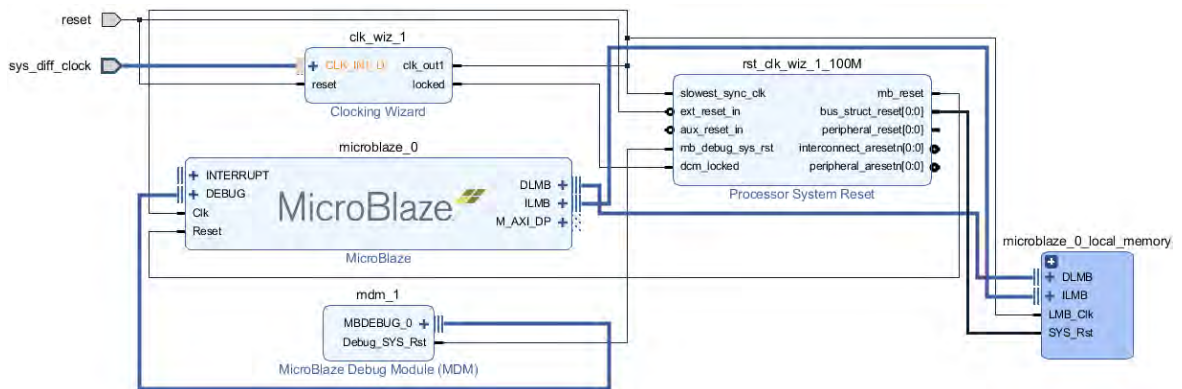 reset
sys_diff_clock
clk_wiz_1
CLK_IN1_D
reset
clk_out1
locked
Clocking Wizard
rst_clk_wiz_1_100M
slowest_sync_clk
ext_reset_in
aux_reset_in
mb_debug_sys_rst
dcm_locked
mb_reset
bus_struct_reset[0:0]
peripheral_reset[0:0]
interconnect_aresetn[0:0]
peripheral_aresetn[0:0]
Processor System Reset
microblaze_0
INTERRUPT
DEBUG
Clk
Reset
MicroBlaze
DLMB
ILMB
M_AXI_DP
MicroBlaze
microblaze_0_local_memory
DLMB
ILMB
LMB_Clk
SYS_Rst
mdm_1
MBDEBUG_0
Debug_SYS_Rst
MicroBlaze Debug Module (MDM)